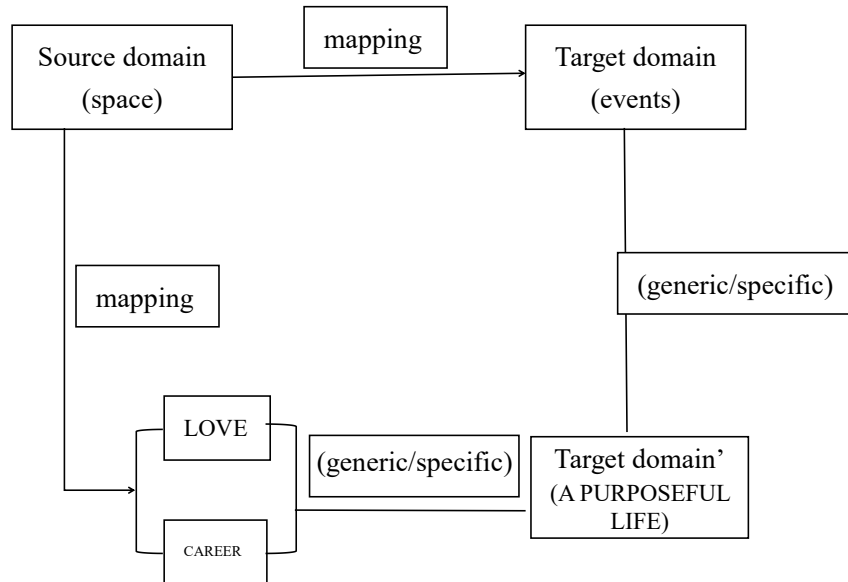 mapping
Source domain
(space)
Target domain
(events)
(generic/specific)
mapping
LOVE
(generic/specific)
Target domain’
(A PURPOSEFUL
LIFE)
CAREER